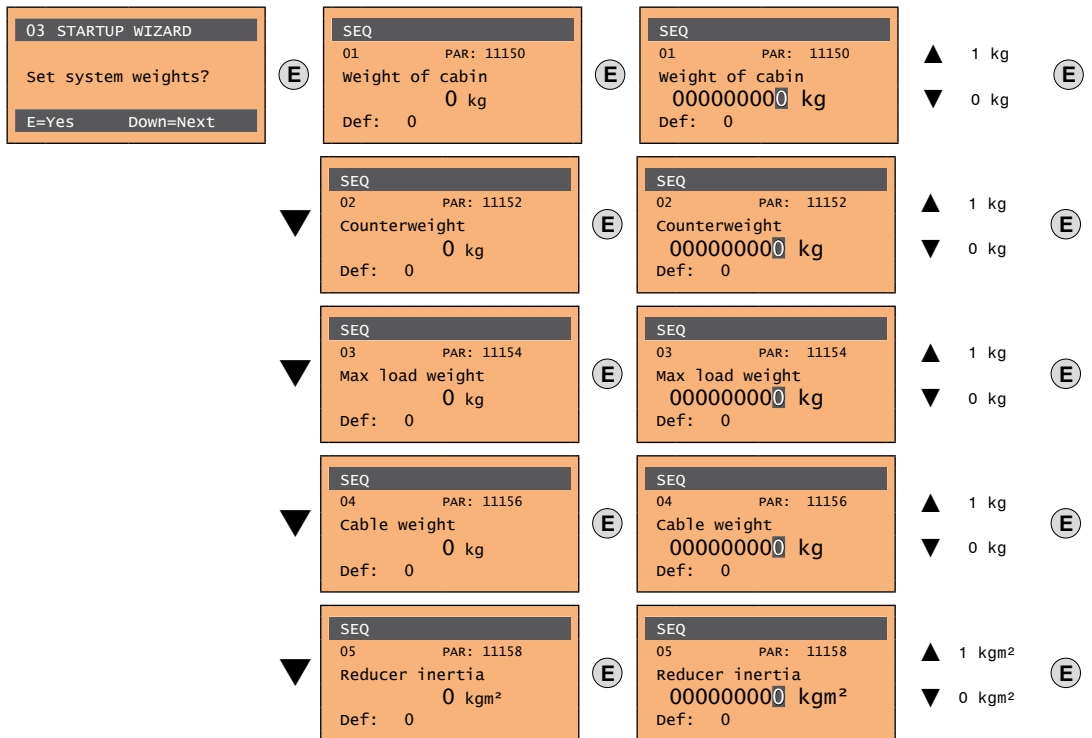 03 STARTUP WIZARD
Set system weights?
E=Yes Down=Next
E
SEQ
01 PAR: 11150
Weight of cabin
0 kg
Def: 0
E
SEQ
01 PAR: 11150
Weight of cabin
000000000 kg
Def: 0
▲ 1 kg
▼ 0 kg
E
▼
SEQ
02 PAR: 11152
Counterweight
0 kg
Def: 0
E
SEQ
02 PAR: 11152
Counterweight
000000000 kg
Def: 0
▲ 1 kg
▼ 0 kg
E
▼
SEQ
03 PAR: 11154
Max load weight
0 kg
Def: 0
E
SEQ
03 PAR: 11154
Max load weight
000000000 kg
Def: 0
▲ 1 kg
▼ 0 kg
E
▼
SEQ
04 PAR: 11156
Cable weight
0 kg
Def: 0
E
SEQ
04 PAR: 11156
Cable weight
000000000 kg
Def: 0
▲ 1 kg
▼ 0 kg
E
▼
SEQ
05 PAR: 11158
Reducer inertia
0 kgm²
Def: 0
E
SEQ
05 PAR: 11158
Reducer inertia
000000000 kgm²
Def: 0
▲ 1 kgm²
▼ 0 kgm²
E